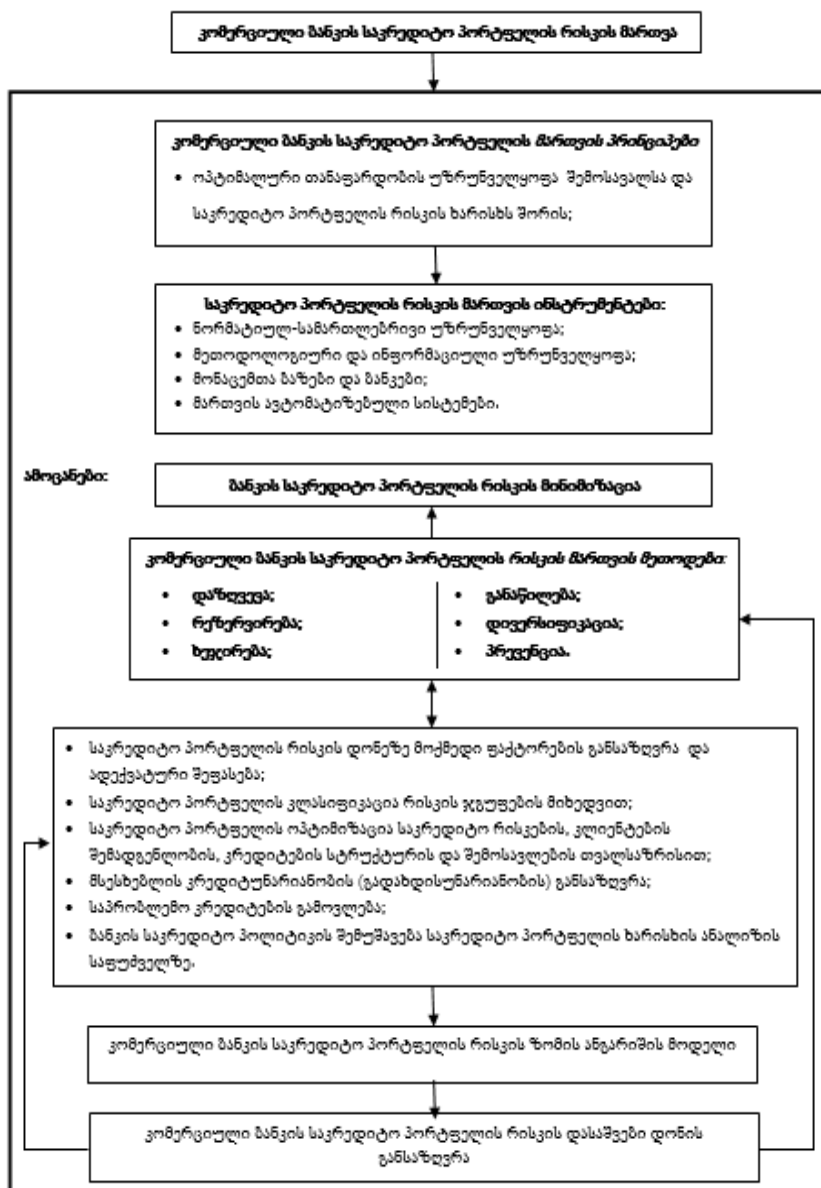 კომერციული ბანკის საკრედიტო პორტფელის რისკის მართვა
კომერციული ბანკის საკრედიტო პორტფელის მართვის პრინციპები
• ოპტიმალური თანაფარდობის უზრუნველყოფა შემოსავალსა და
საკრედიტო პორტფელის რისკის ხარისხს შორის;
საკრედიტო პორტფელის რისკის მართვის ინსტრუმენტები:
• ნორმატიულ-სამართლებრივი უზრუნველყოფა;
• მეთოდოლოგიური და ინფორმაციული უზრუნველყოფა;
• მონაცემთა ბაზები და ბანკები;
• მართვის ავტომატიზებული სისტემები.
ამოცანები:
ბანკის საკრედიტო პორტფელის რისკის მინიმიზაცია
კომერციული ბანკის საკრედიტო პორტფელის რისკის მართვის მეთოდები:
• დაზღვევა;
• რეზერვირება;
• ხეჯირება;
• განაწილება;
• დივერსიფიკაცია;
• პრევენცია.
• საკრედიტო პორტფელის რისკის დონეზე მოქმედი ფაქტორების განსაზღვრა და
ადექვატური შეფასება;
• საკრედიტო პორტფელის კლასიფიკაცია რისკის ჯგუფების მიხედვით;
• საკრედიტო პორტფელის ოპტიმიზაცია საკრედიტო რისკების, კლიენტების
შემადგენლობის, კრედიტების სტრუქტურის და შემოსავლების თვალსაზრისით;
• მსესხებლის კრედიტუნარიანობის (გადახდისუნარიანობის) განსაზღვრა;
• საპრობლემო კრედიტების გამოვლება;
• ბანკის საკრედიტო პოლიტიკის შემუშავება საკრედიტო პორტფელის ხარისხის ანალიზის
საფუძველზე.
კომერციული ბანკის საკრედიტო პორტფელის რისკის ზომის ანგარიშის მოდელი
კომერციული ბანკის საკრედიტო პორტფელის რისკის დასაშვები დონის
განსაზღვრა